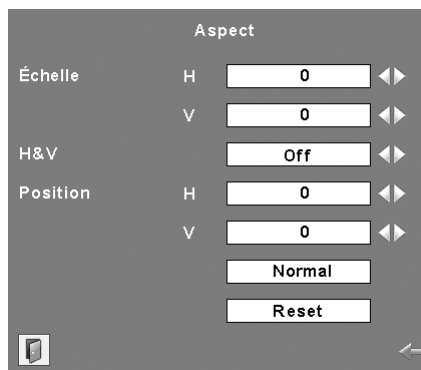 Aspect
Échelle H 0
V 0
H&V Off
Position H 0
V 0
Normal
Reset